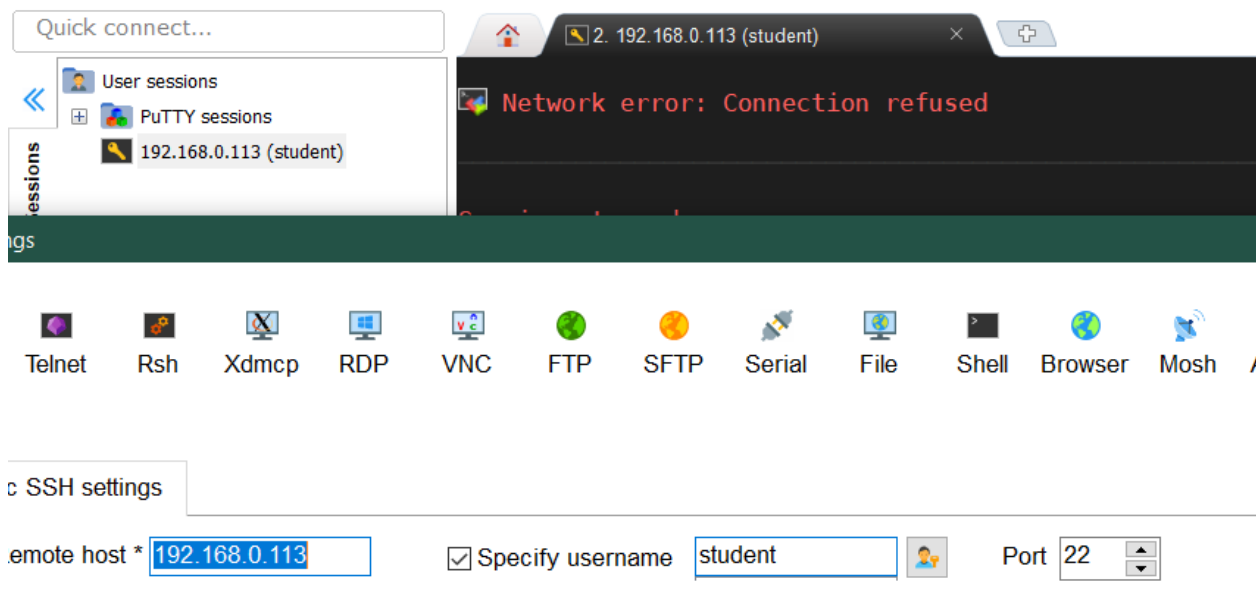 Quick connect...
2. 192.168.0.113 (student)
User sessions
PuTTY sessions
192.168.0.113 (student)
Network error: Connection refused
Telnet
Rsh
Xdmcp
RDP
VNC
FTP
SFTP
Serial
File
Shell
Browser
Mosh
SSH settings
emote host * 192.168.0.113
Specify username student
Port 22